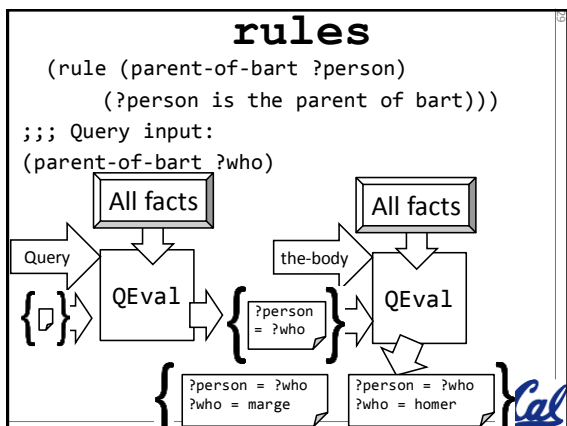 29
rules
(rule (parent-of-bart ?person)
(?person is the parent of bart)))
;;; Query input:
(parent-of-bart ?who)
All facts
All facts
Query
QEval
the-body
QEval
{ }
{ ?person
= ?who }
{ ?person = ?who
?who = marge
?person = ?who
?who = homer }
Cal